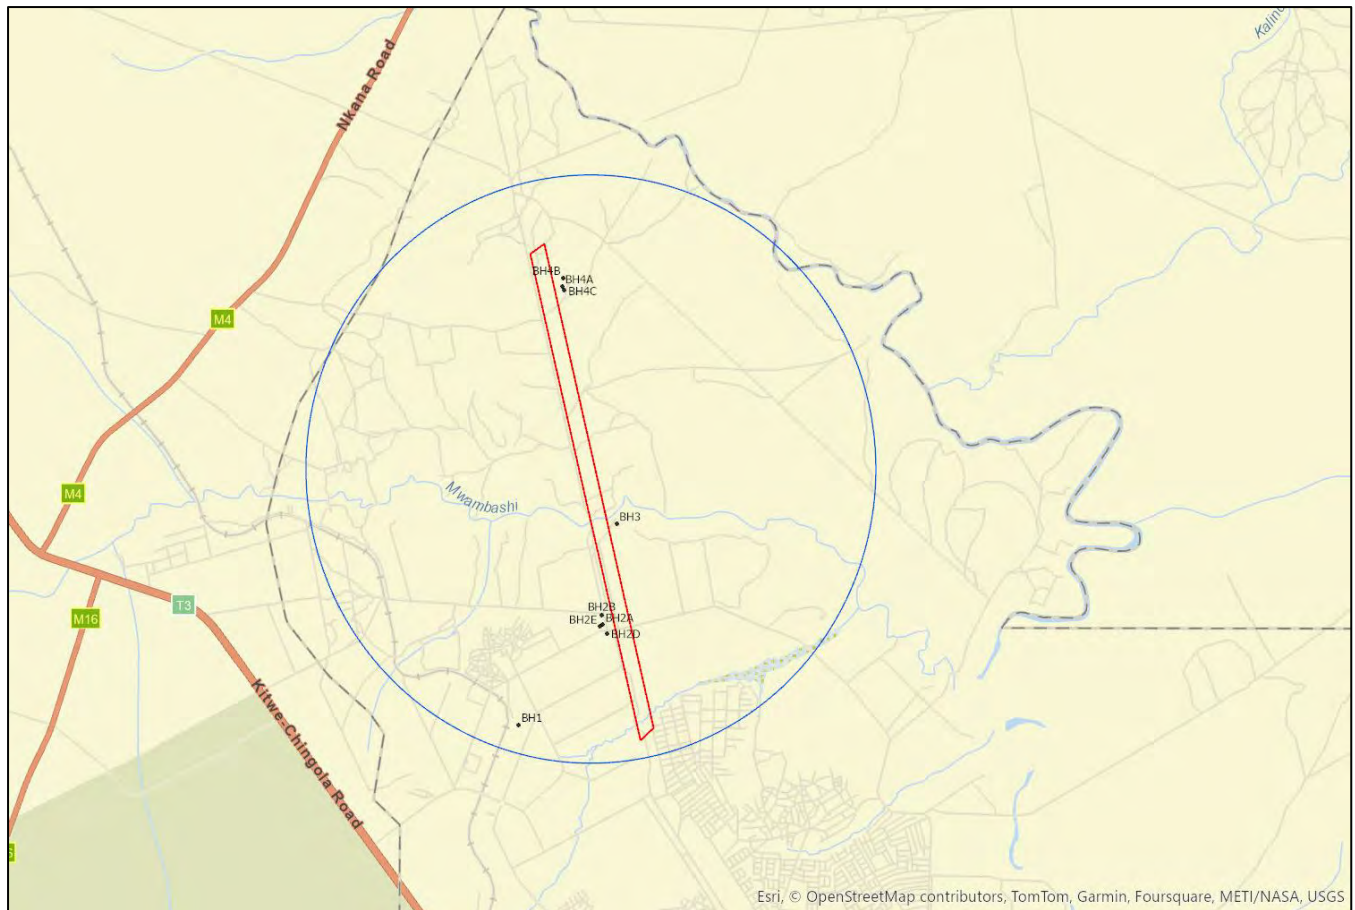 Kalino
Nkana Road
BH4B
BH4A
BH4C
M4
M4
Mwambashi
BH3
T3
M16
BH2B
BH2E
BH2A
BH2D
BH1
Kitwe-Chingola Road
Esri, © OpenStreetMap contributors, TomTom, Garmin, Foursquare, METI/NASA, USGS